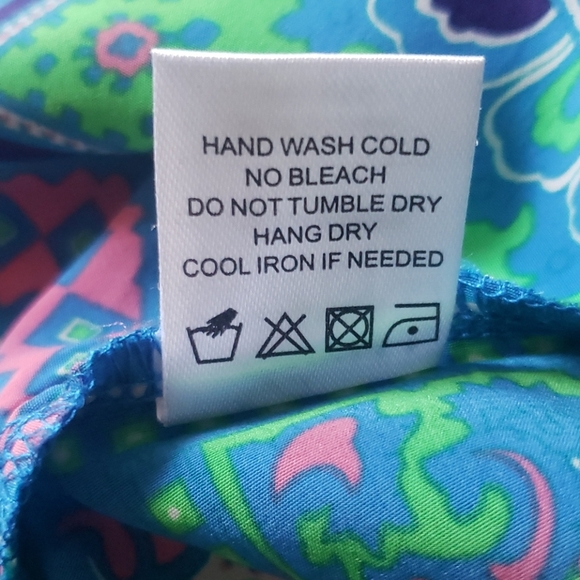 HAND WASH COLD
NO BLEACH
DO NOT TUMBLE DRY
HANG DRY
COOL IRON IF NEEDED